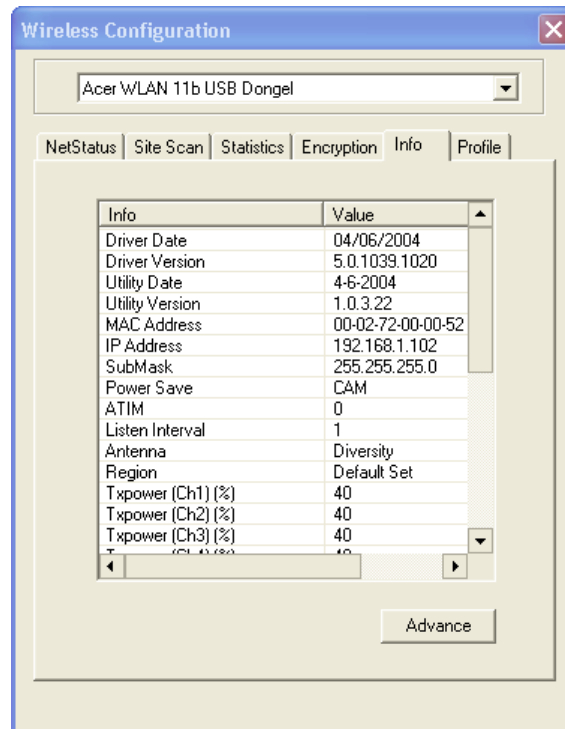 Wireless Configuration
Acer WLAN 11b USB Dongel
NetStatus Site Scan Statistics Encryption Info Profile
Info Value
Driver Date 04/06/2004
Driver Version 5.0.1039.1020
Utility Date 4-6-2004
Utility Version 1.0.3.22
MAC Address 00-02-72-00-00-52
IP Address 192.168.1.102
SubMask 255.255.255.0
Power Save CAM
ATIM 0
Listen Interval 1
Antenna Diversity
Region Default Set
Txpower (Ch1) (%) 40
Txpower (Ch2) (%) 40
Txpower (Ch3) (%) 40
Advance